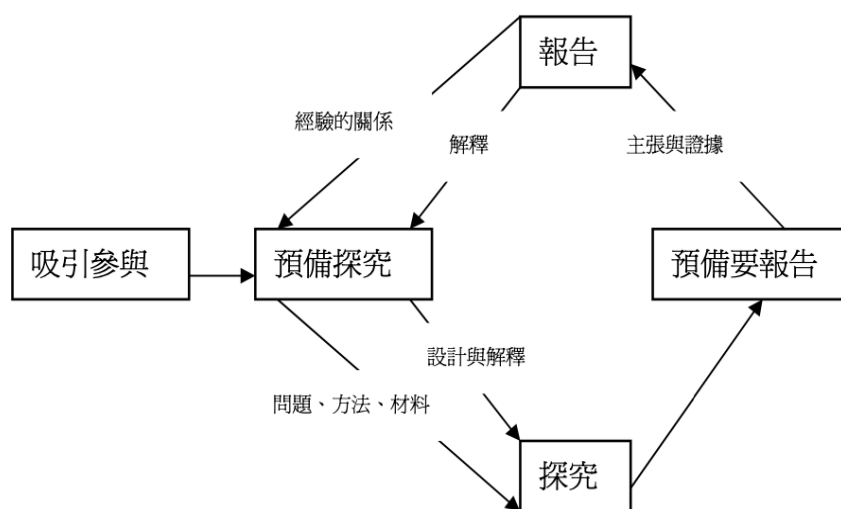 報告
經驗的關係
解釋
主張與證據
吸引參與
預備探究
預備要報告
設計與解釋
問題、方法、材料
探究